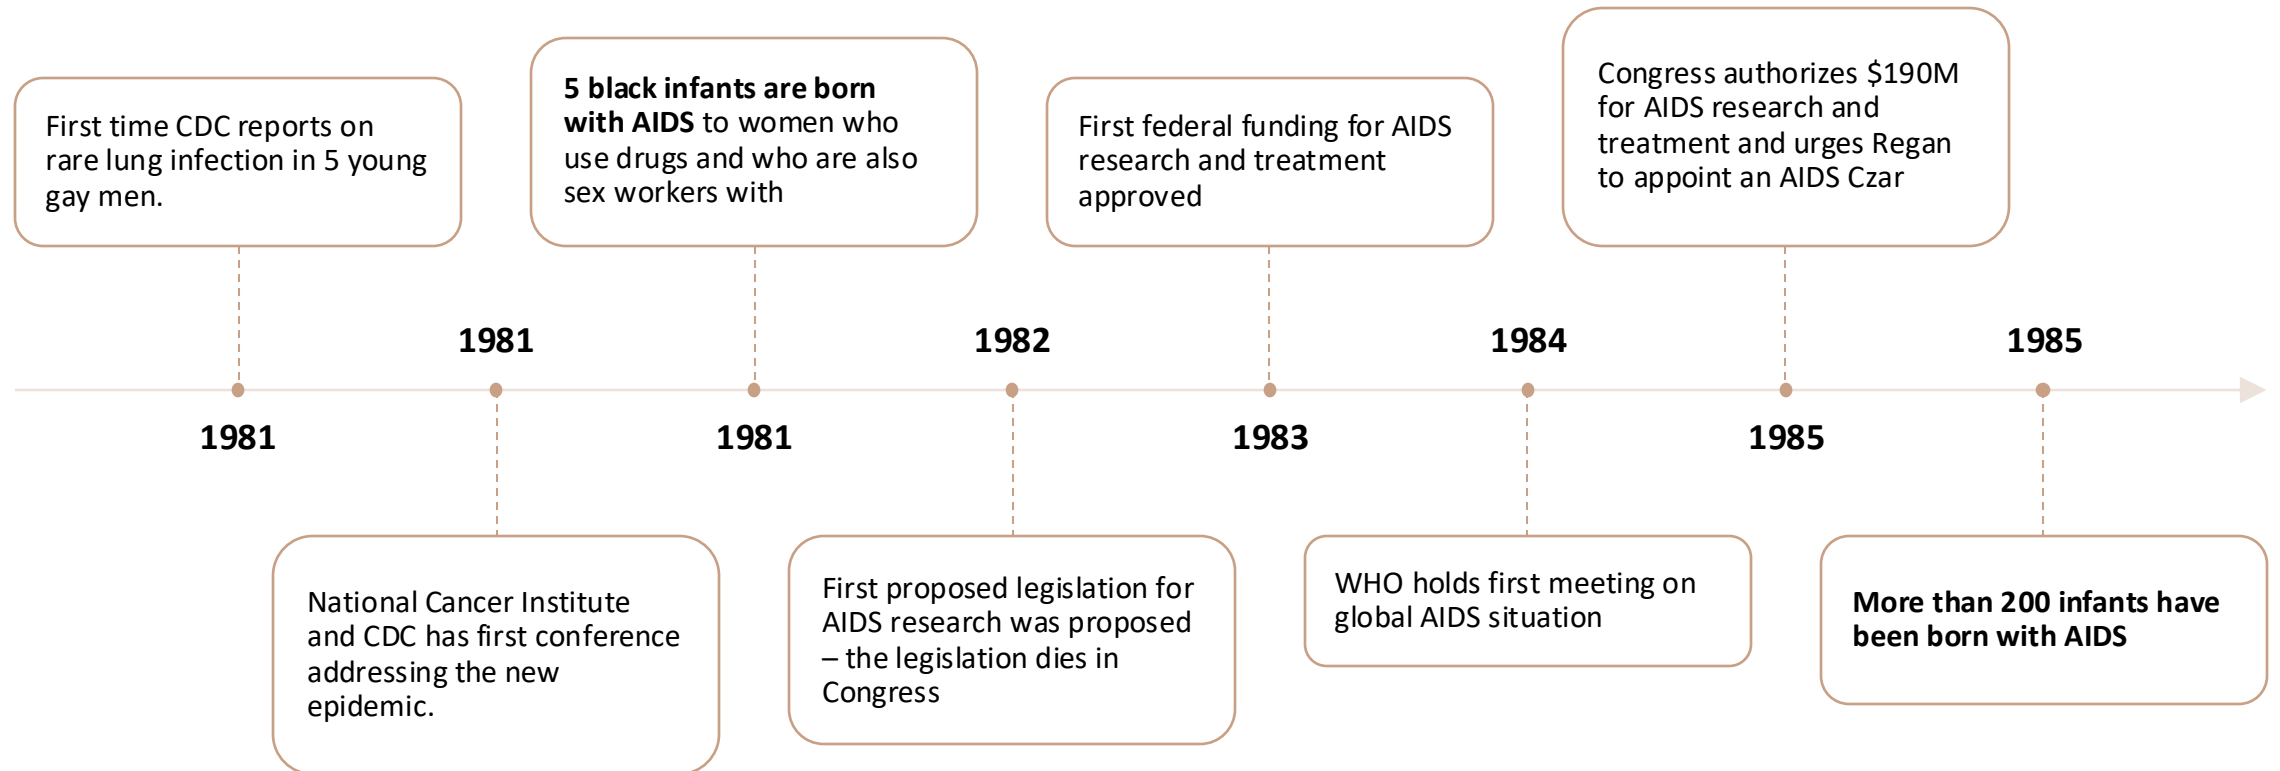 First time CDC reports on
rare lung infection in 5 young
gay men.
1981
1981
National Cancer Institute
and CDC has first conference
addressing the new
epidemic.
5 black infants are born
with AIDS to women who
use drugs and who are also
sex workers with
1981
1982
First proposed legislation for
AIDS research was proposed
– the legislation dies in
Congress
First federal funding for AIDS
research and treatment
approved
1983
1984
WHO holds first meeting on
global AIDS situation
Congress authorizes $190M
for AIDS research and
treatment and urges Regan
to appoint an AIDS Czar
1985
1985
More than 200 infants have
been born with AIDS